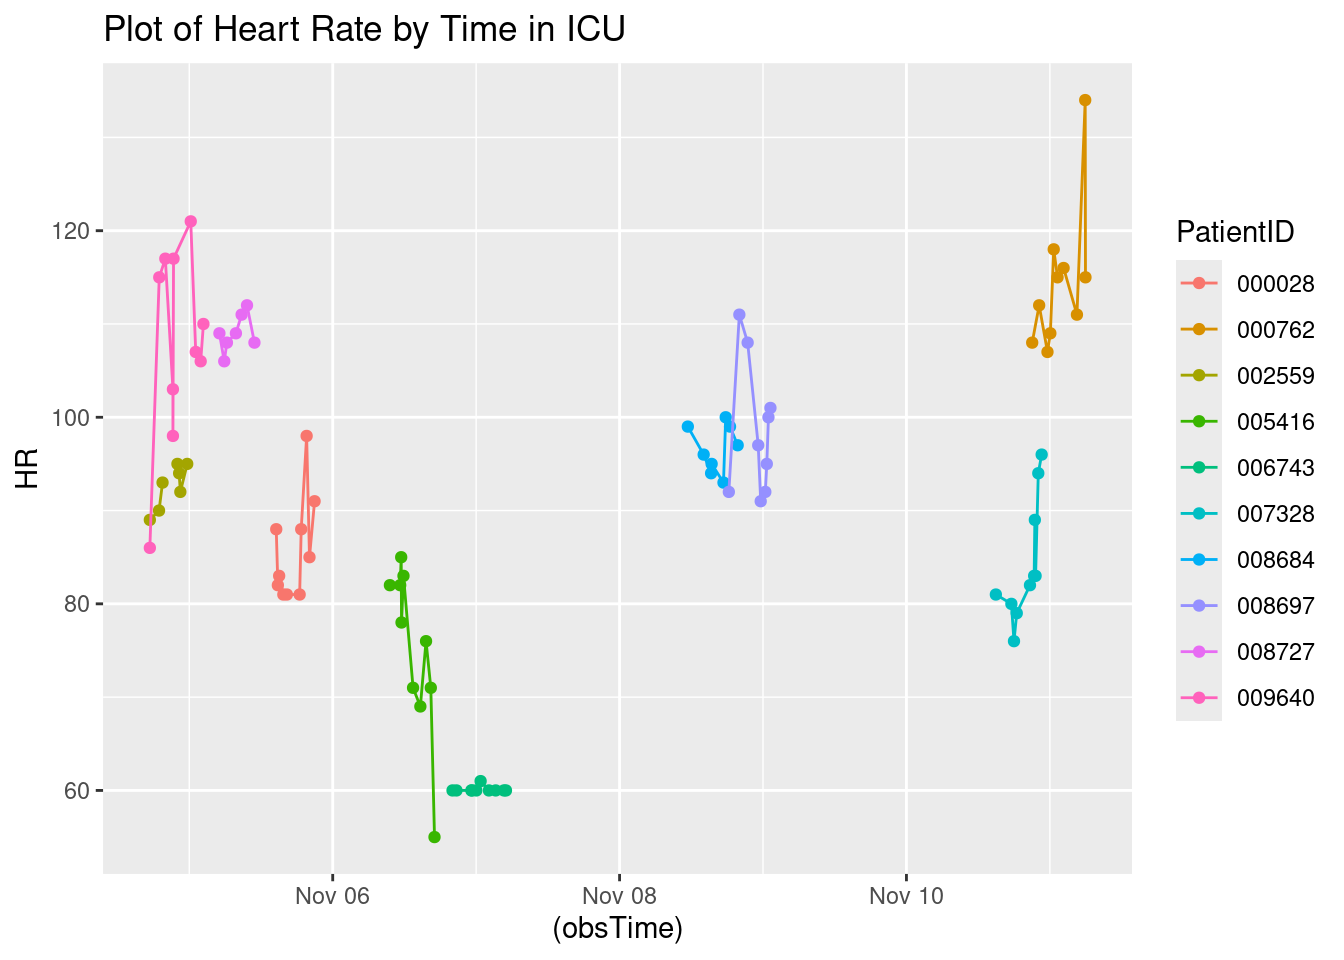 Plot of Heart Rate by Time in ICU
HR
120
100
80
60
Nov 06
Nov 08
Nov 10
(obsTime)
PatientID
000028
000762
002559
005416
006743
007328
008684
008697
008727
009640